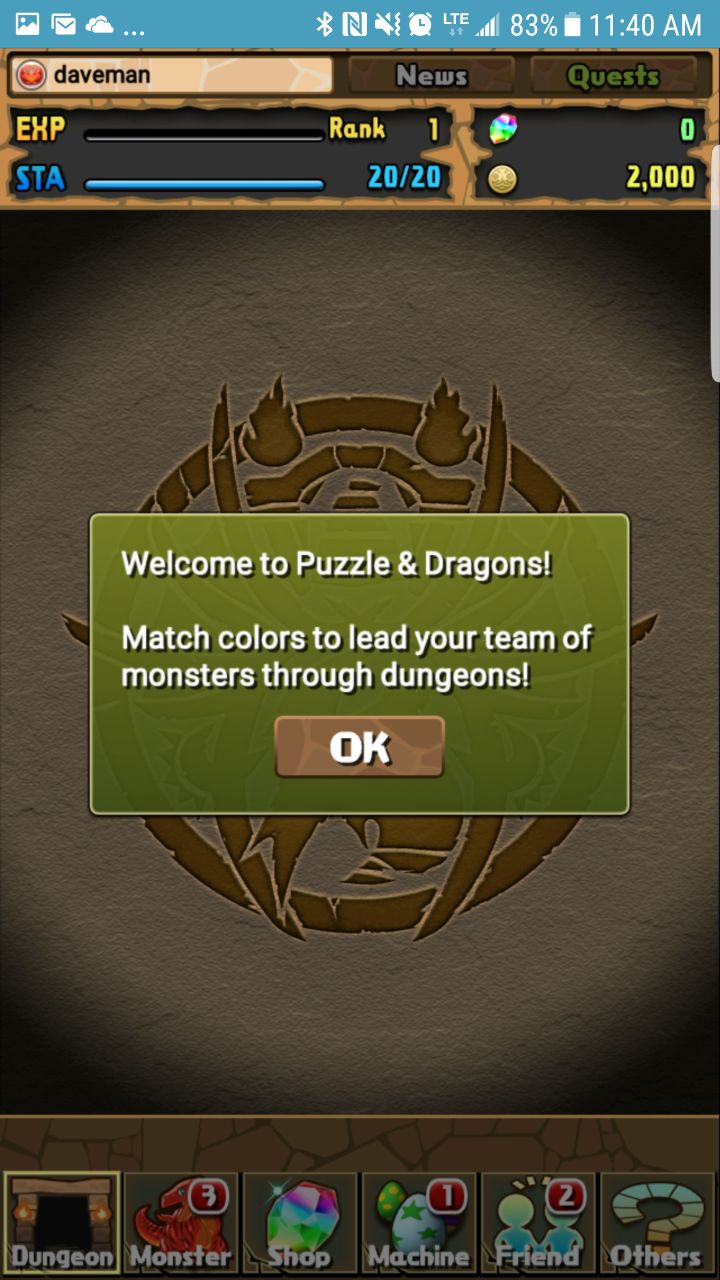 ... LTE 83% 11:40 AM
daveman News Quests
EXP Rank 1 0
STA 20/20 2,000
Welcome to Puzzle & Dragons!
Match colors to lead your team of
monsters through dungeons!
OK
3 1 2
Dungeon Monster Shop Machine Friend Others